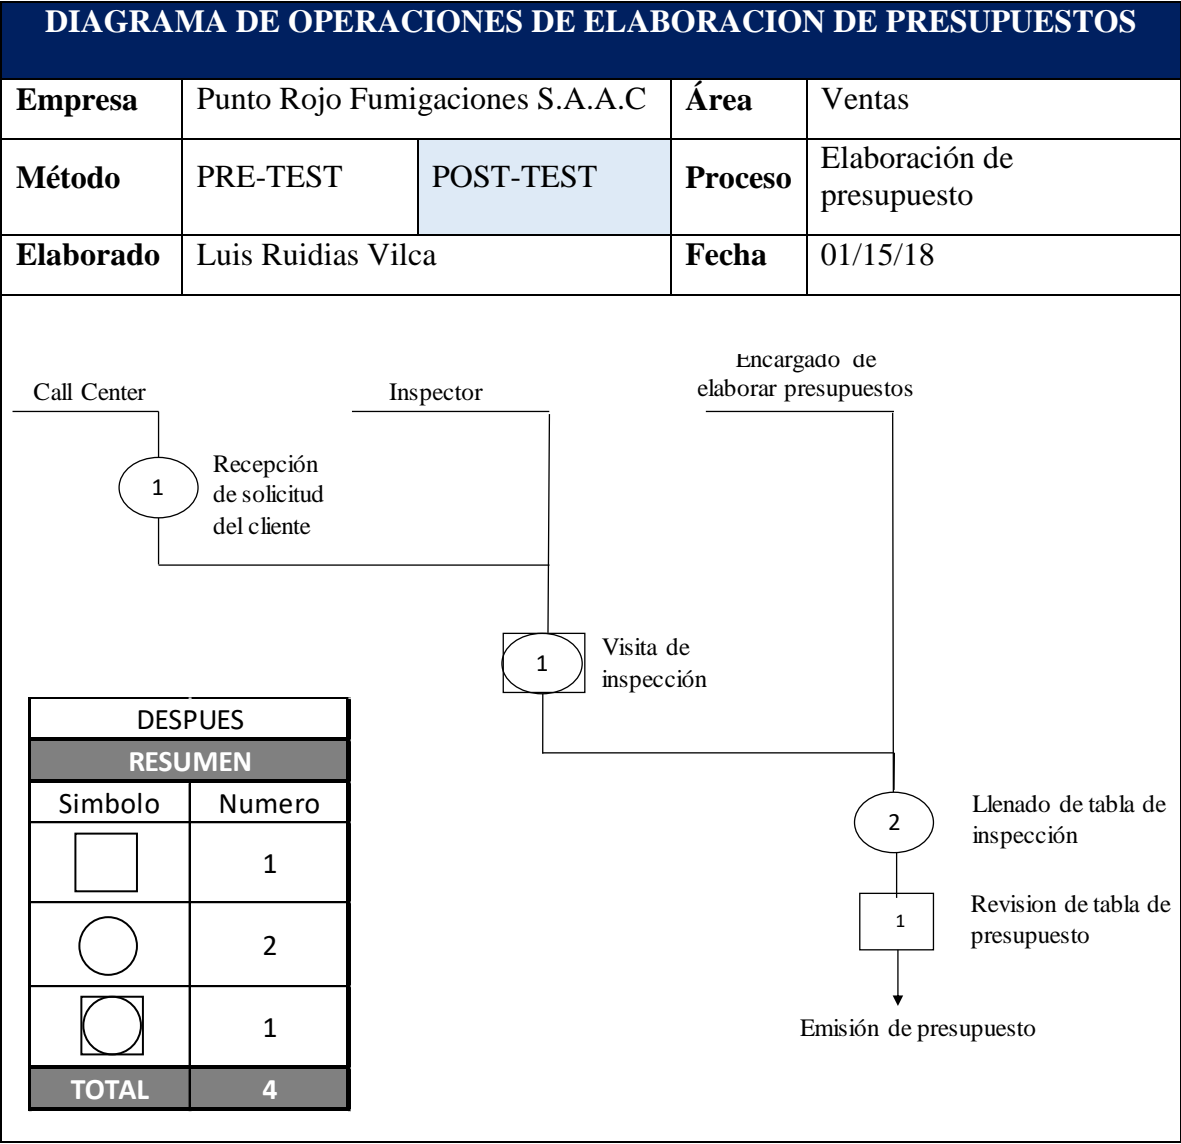 DIAGRAMA DE OPERACIONES DE ELABORACION DE PRESUPUESTOS
Empresa Punto Rojo Fumigaciones S.A.A.C Área Ventas
Método PRE-TEST POST-TEST Proceso Elaboración de
presupuesto
Elaborado Luis Ruidias Vilca Fecha 01/15/18
Call Center
Inspector
Encargado de
elaborar presupuestos
1
Recepción
de solicitud
del cliente
1
Visita de
inspección
2
Llenado de tabla de
inspección
1
Revision de tabla de
presupuesto
Emisión de presupuesto
DESPUES
RESUMEN
Simbolo Numero
1
2
1
TOTAL 4